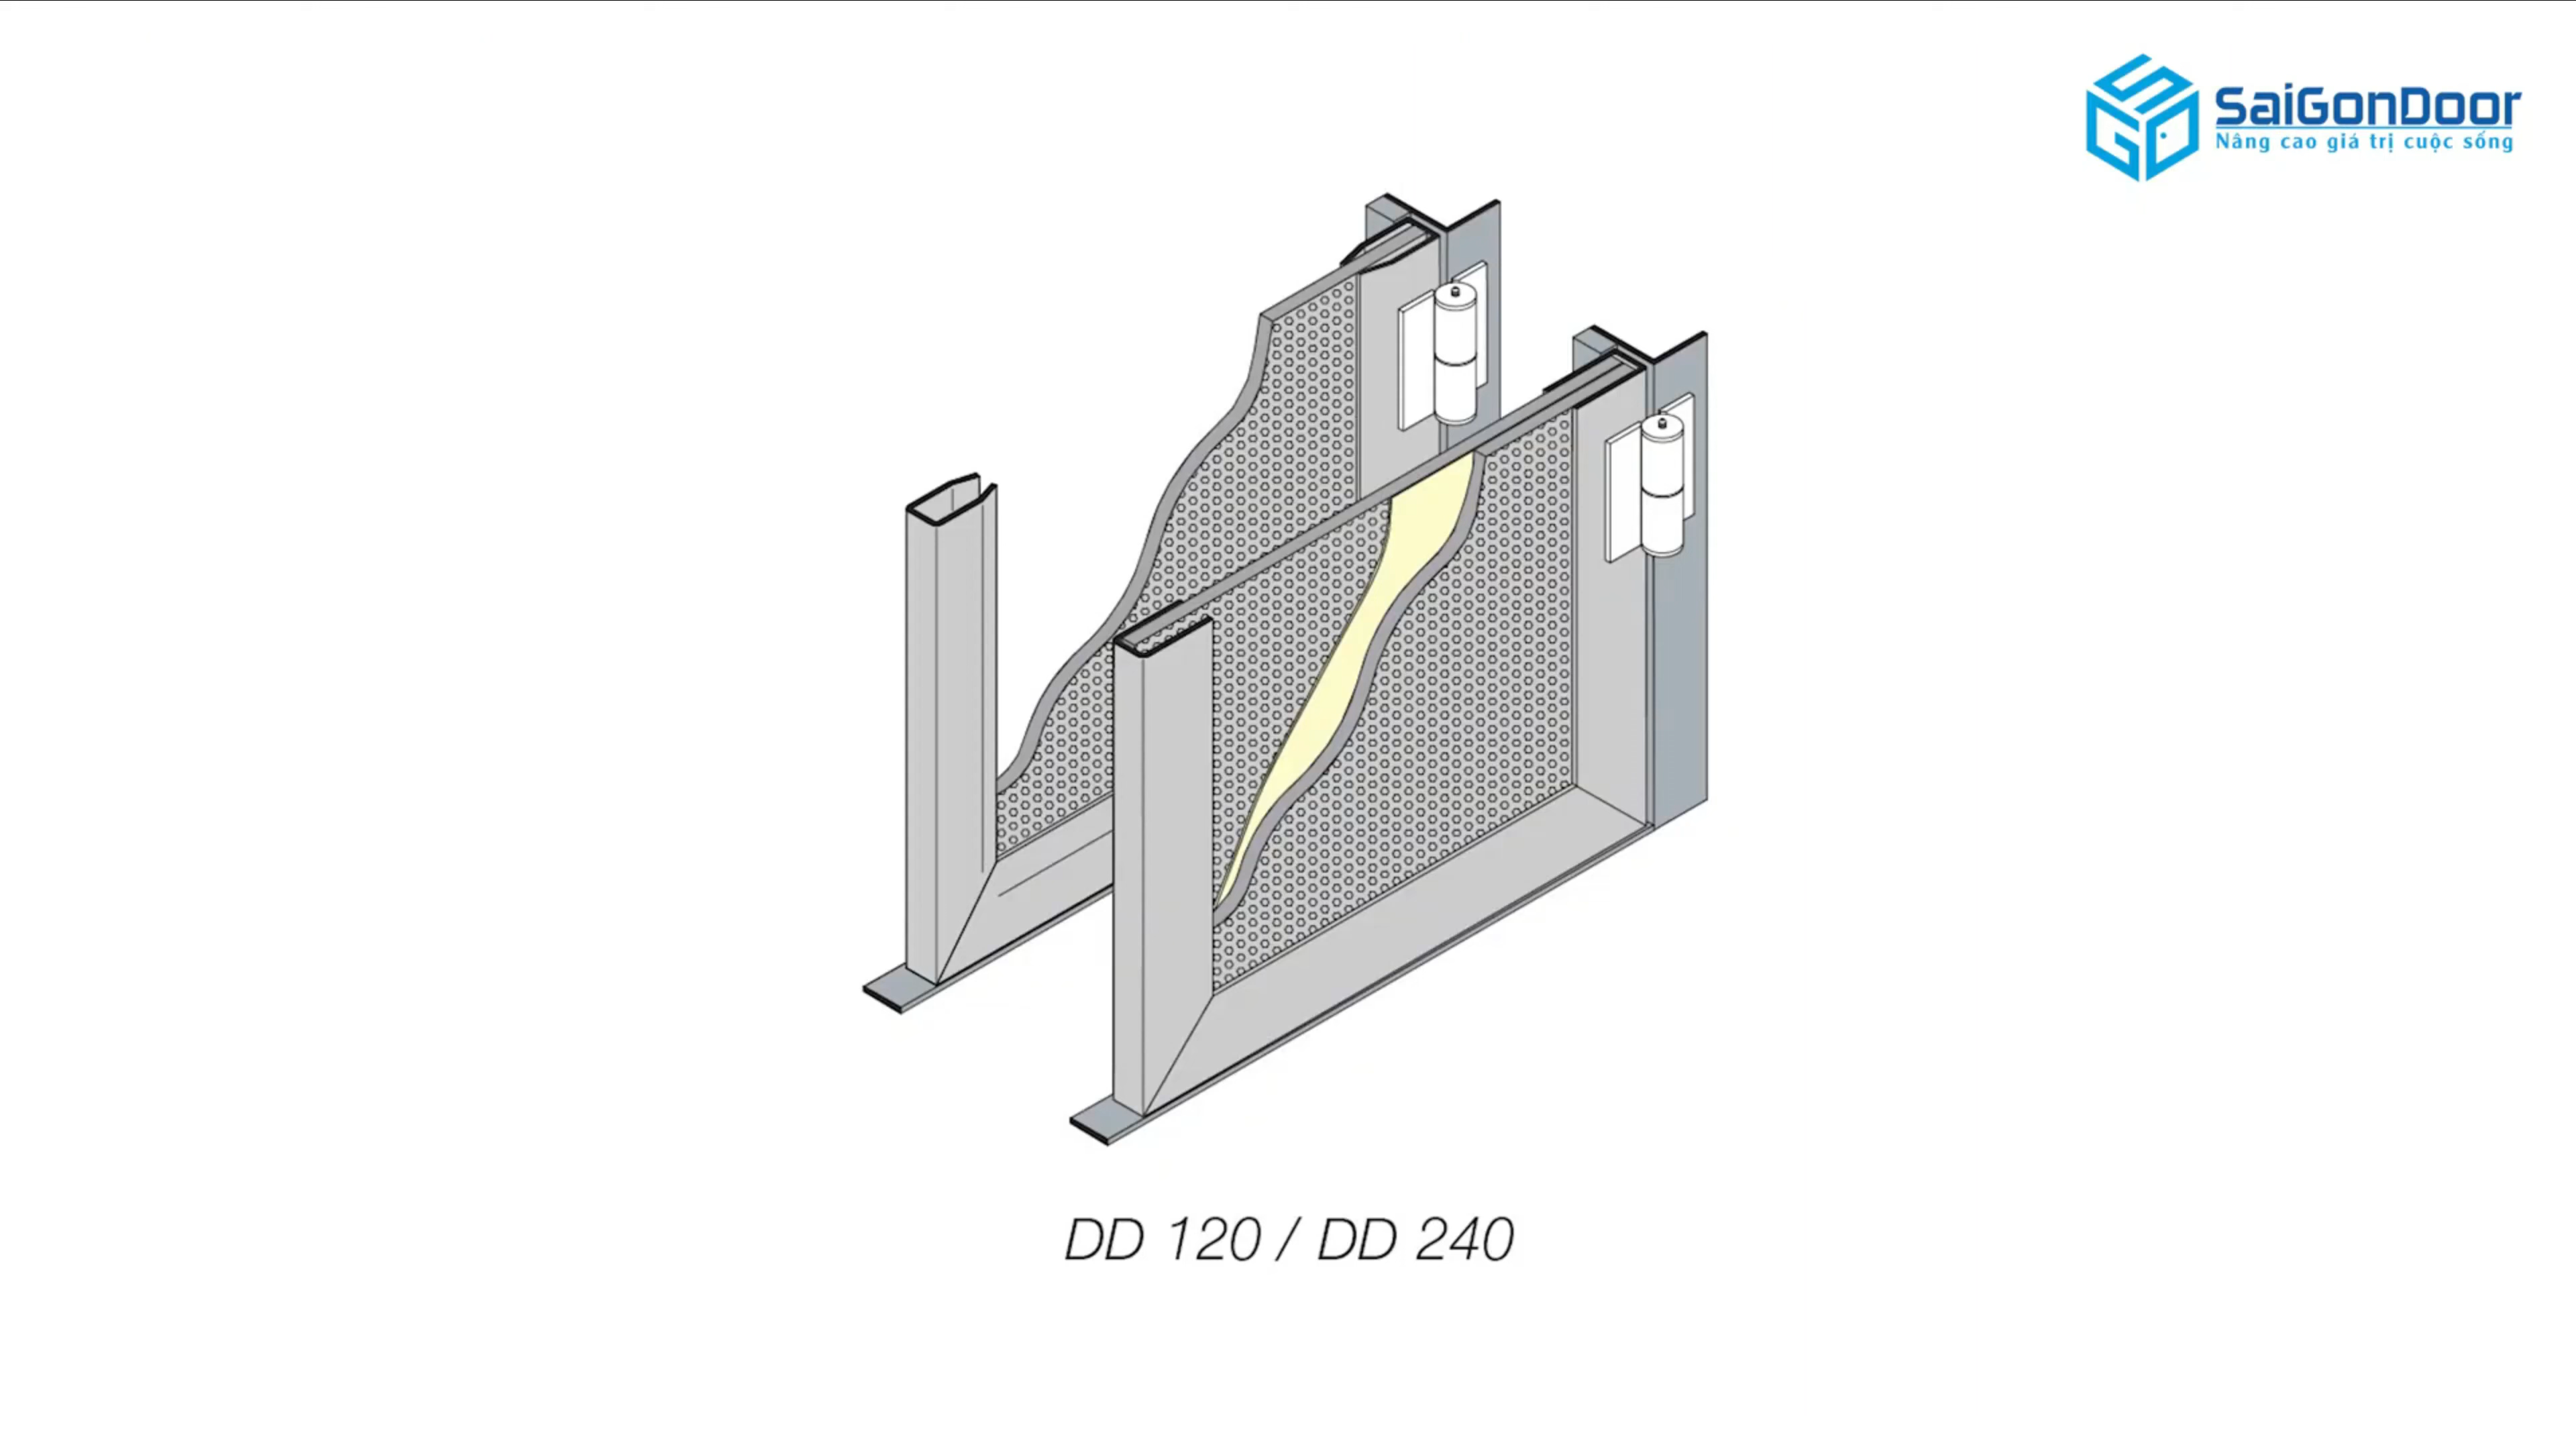 SaiGonDoor
Nâng cao giá trị cuộc sống
DD 120 / DD 240